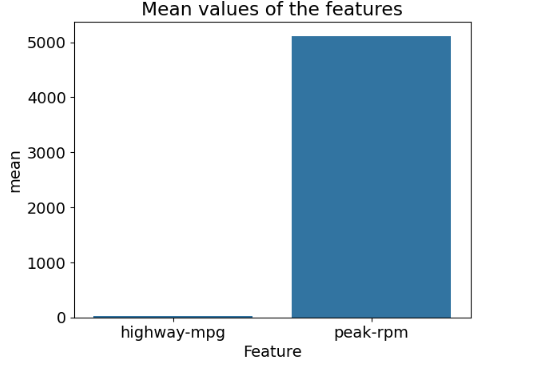 Mean values of the features
5000
4000
3000
2000
1000
0
mean
highway-mpg peak-rpm
Feature